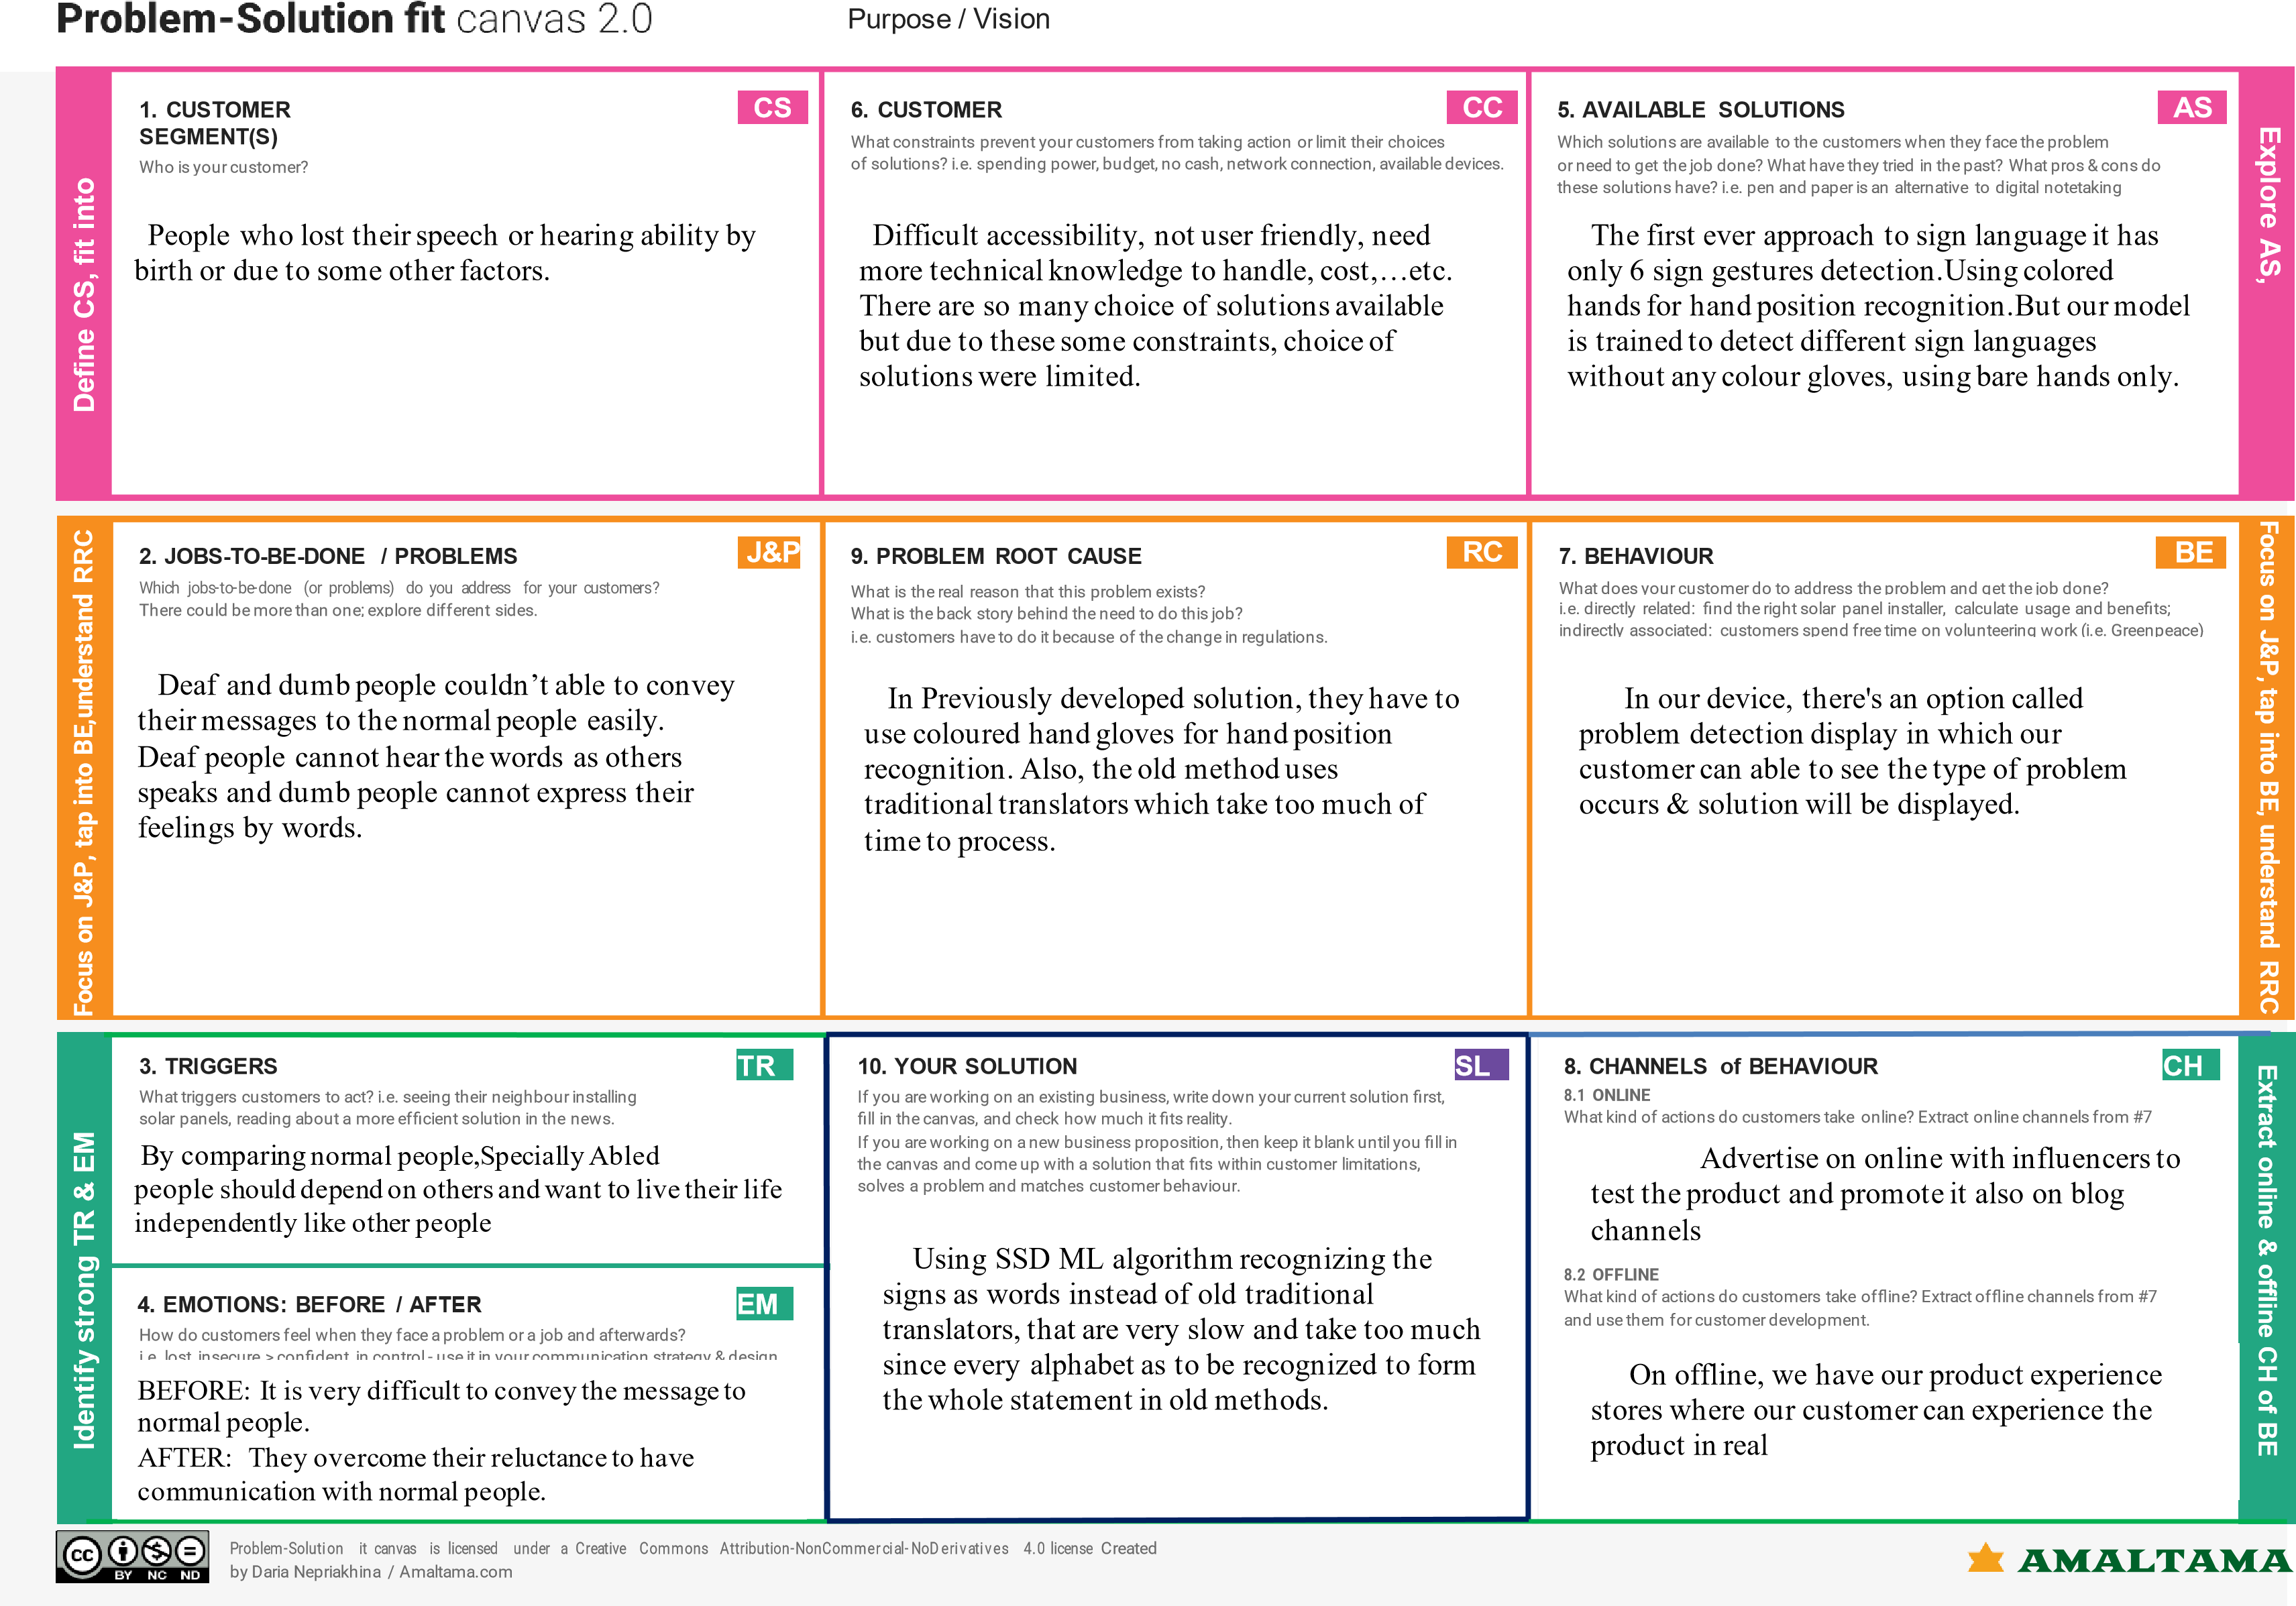 Problem-Solution fit canvas 2.0
Purpose / Vision
Define CS, fit into
1. CUSTOMER
SEGMENT(S)
CS
Who is your customer?
People who lost their speech or hearing ability by
birth or due to some other factors.
6. CUSTOMER
CC
What constraints prevent your customers from taking action or limit their choices
of solutions? i.e. spending power, budget, no cash, network connection, available devices.
Difficult accessibility, not user friendly, need
more technical knowledge to handle, cost,...etc.
There are so many choice of solutions available
but due to these some constraints, choice of
solutions were limited.
5. AVAILABLE SOLUTIONS
AS
Which solutions are available to the customers when they face the problem
or need to get the job done? What have they tried in the past? What pros & cons do
these solutions have? i.e. pen and paper is an alternative to digital notetaking
The first ever approach to sign language it has
only 6 sign gestures detection.Using colored
hands for hand position recognition.But our model
is trained to detect different sign languages
without any colour gloves, using bare hands only.
Explore AS,
Focus on J&P, tap into BE,understand RRC
2. JOBS-TO-BE-DONE / PROBLEMS
J&P
Which jobs-to-be-done (or problems) do you address for your customers?
There could be more than one; explore different sides.
Deaf and dumb people couldn't able to convey
their messages to the normal people easily.
Deaf people cannot hear the words as others
speaks and dumb people cannot express their
feelings by words.
9. PROBLEM ROOT CAUSE
RC
What is the real reason that this problem exists?
What is the back story behind the need to do this job?
i.e. customers have to do it because of the change in regulations.
In Previously developed solution, they have to
use coloured hand gloves for hand position
recognition. Also, the old method uses
traditional translators which take too much of
time to process.
7. BEHAVIOUR
BE
What does your customer do to address the problem and get the job done?
i.e. directly related: find the right solar panel installer, calculate usage and benefits;
indirectly associated: customers spend free time on volunteering work (i.e. Greenpeace)
In our device, there's an option called
problem detection display in which our
customer can able to see the type of problem
occurs & solution will be displayed.
Focus on J&P, tap into BE, understand RRC
Identify strong TR & EM
3. TRIGGERS
TR
What triggers customers to act? i.e. seeing their neighbour installing
solar panels, reading about a more efficient solution in the news.
By comparing normal people,Specially Abled
people should depend on others and want to live their life
independently like other people
4. EMOTIONS: BEFORE / AFTER
EM
How do customers feel when they face a problem or a job and afterwards?
i.e. lost, insecure > confident, in control - use it in your communication strategy & design.
BEFORE: It is very difficult to convey the message to
normal people.
AFTER: They overcome their reluctance to have
communication with normal people.
10. YOUR SOLUTION
SL
If you are working on an existing business, write down your current solution first,
fill in the canvas, and check how much it fits reality.
If you are working on a new business proposition, then keep it blank until you fill in
the canvas and come up with a solution that fits within customer limitations,
solves a problem and matches customer behaviour.
Using SSD ML algorithm recognizing the
signs as words instead of old traditional
translators, that are very slow and take too much
since every alphabet as to be recognized to form
the whole statement in old methods.
8. CHANNELS of BEHAVIOUR
CH
8.1 ONLINE
What kind of actions do customers take online? Extract online channels from #7
Advertise on online with influencers to
test the product and promote it also on blog
channels
8.2 OFFLINE
What kind of actions do customers take offline? Extract offline channels from #7
and use them for customer development.
On offline, we have our product experience
stores where our customer can experience the
product in real
Extract online & offline CH of BE
cc
BY NC ND
Problem-Solution it canvas is licensed under a Creative Commons Attribution-NonCommercial-NoDerivatives 4.0 license Created
by Daria Nepriakhina / Amaltama.com
AMALTAMA